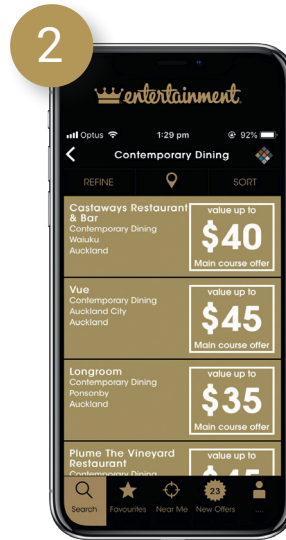 2
entertainment.
Optus
1:29 pm
92%
Contemporary Dining
REFINE
SORT
Castaways Restaurant
& Bar
Contemporary Dining
Waiuku
Auckland
value up to
$40
Main course offer
Vue
Contemporary Dining
Auckland City
Auckland
value up to
$45
Main course offer
Longroom
Contemporary Dining
Ponsonby
Auckland
value up to
$35
Main course offer
Plume The Vineyard
Restaurant
Contemporary Dining
value up to
Search
Favourites
Near Me
23
New Offers
....